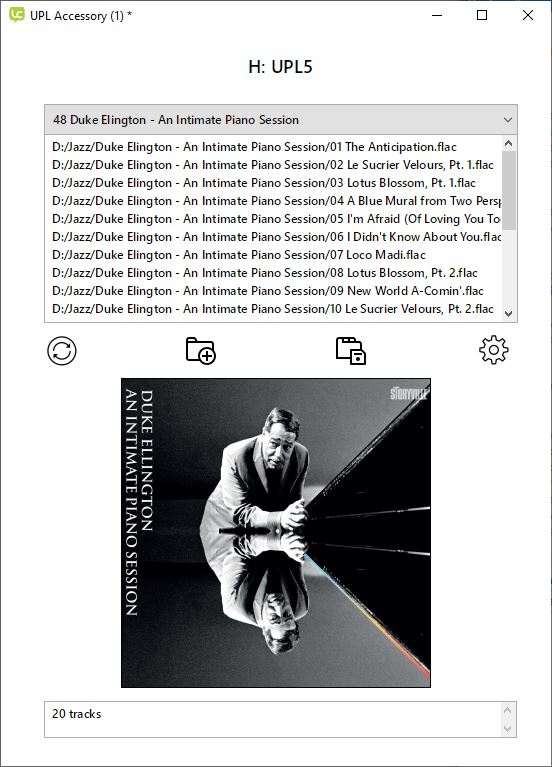 UPL Accessory (1) *
H: UPL5
48 Duke Elington - An Intimate Piano Session
D:/Jazz/Duke Elington - An Intimate Piano Session/01 The Anticipation.flac
D:/Jazz/Duke Elington - An Intimate Piano Session/02 Le Sucrier Velours, Pt. 1.flac
D:/Jazz/Duke Elington - An Intimate Piano Session/03 Lotus Blossom, Pt. 1.flac
D:/Jazz/Duke Elington - An Intimate Piano Session/04 A Blue Mural from Two Persp
D:/Jazz/Duke Elington - An Intimate Piano Session/05 I'm Afraid (Of Loving You To
D:/Jazz/Duke Elington - An Intimate Piano Session/06 I Didn't Know About You.flac
D:/Jazz/Duke Elington - An Intimate Piano Session/07 Loco Madi.flac
D:/Jazz/Duke Elington - An Intimate Piano Session/08 Lotus Blossom, Pt. 2.flac
D:/Jazz/Duke Elington - An Intimate Piano Session/09 New World A-Comin'.flac
D:/Jazz/Duke Elington - An Intimate Piano Session/10 Le Sucrier Velours, Pt. 2.flac
STORYVILLE
DUKE ELLINGTON
AN INTIMATE PIANO SESSION
20 tracks